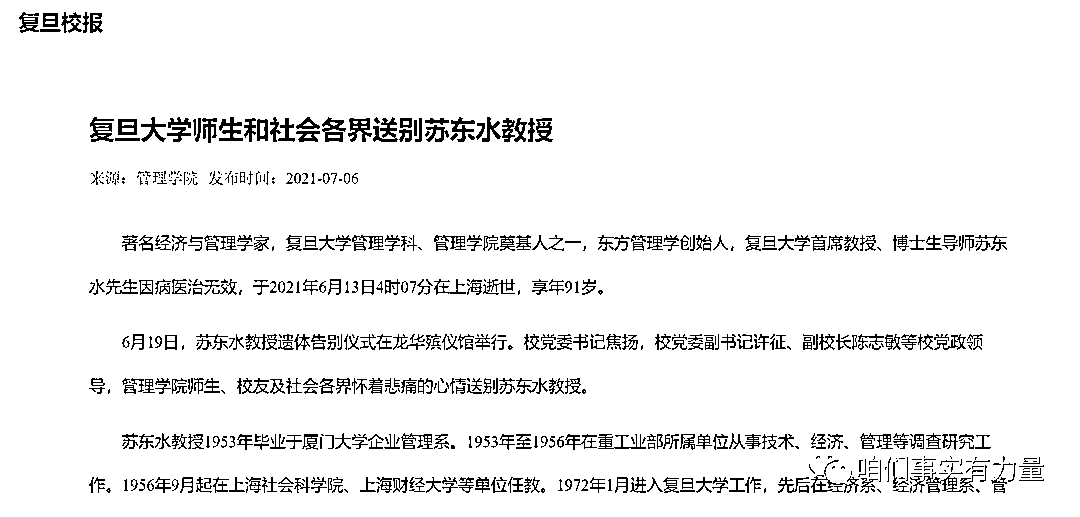 复旦校报
复旦大学师生和社会各界送别苏东水教授
来源：管理学院 发布时间：2021-07-06
著名经济与管理学家，复旦大学管理学科、管理学院奠基人之一，东方管理学创始人，复旦大学首席教授、博士生导师苏东
水先生因病医治无效，于2021年6月13日4时07分在上海逝世，享年91岁。
6月19日，苏东水教授遗体告别仪式在龙华殡仪馆举行。校党委书记焦扬，校党委副书记许征、副校长陈志敏等校党政领
导，管理学院师生、校友及社会各界怀着悲痛的心情送别苏东水教授。
苏东水教授1953年毕业于厦门大学企业管理系。1953年至1956年在重工业部所属单位从事技术、经济、管理等调查研究工
作。1956年9月起在上海社会科学院、上海财经大学等单位任教。1972年1月进入复旦大学工作，先后在经济系、经济管理系、管
咱们事实有力量